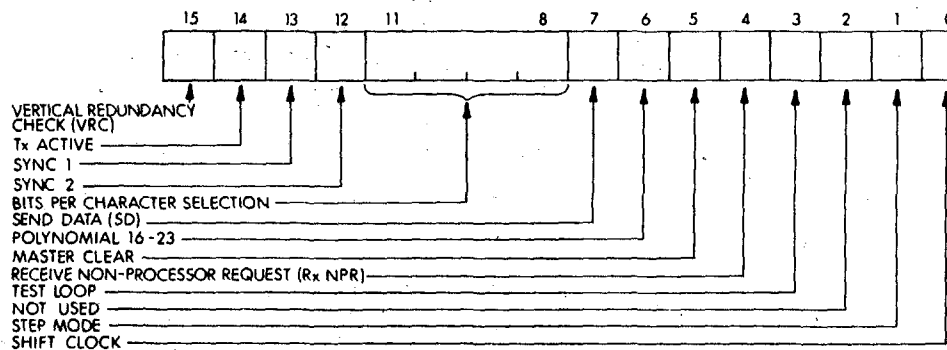 15 14 13 12 11 8 7 6 5 4 3 2 1
VERTICAL REDUNDANCY
CHECK (VRC)
Tx ACTIVE
SYNC 1
SYNC 2
BITS PER CHARACTER SELECTION
SEND DATA (SD)
POLYNOMIAL 16-23
MASTER CLEAR
RECEIVE NON-PROCESSOR REQUEST (Rx NPR)
TEST LOOP
NOT USED
STEP MODE
SHIFT CLOCK